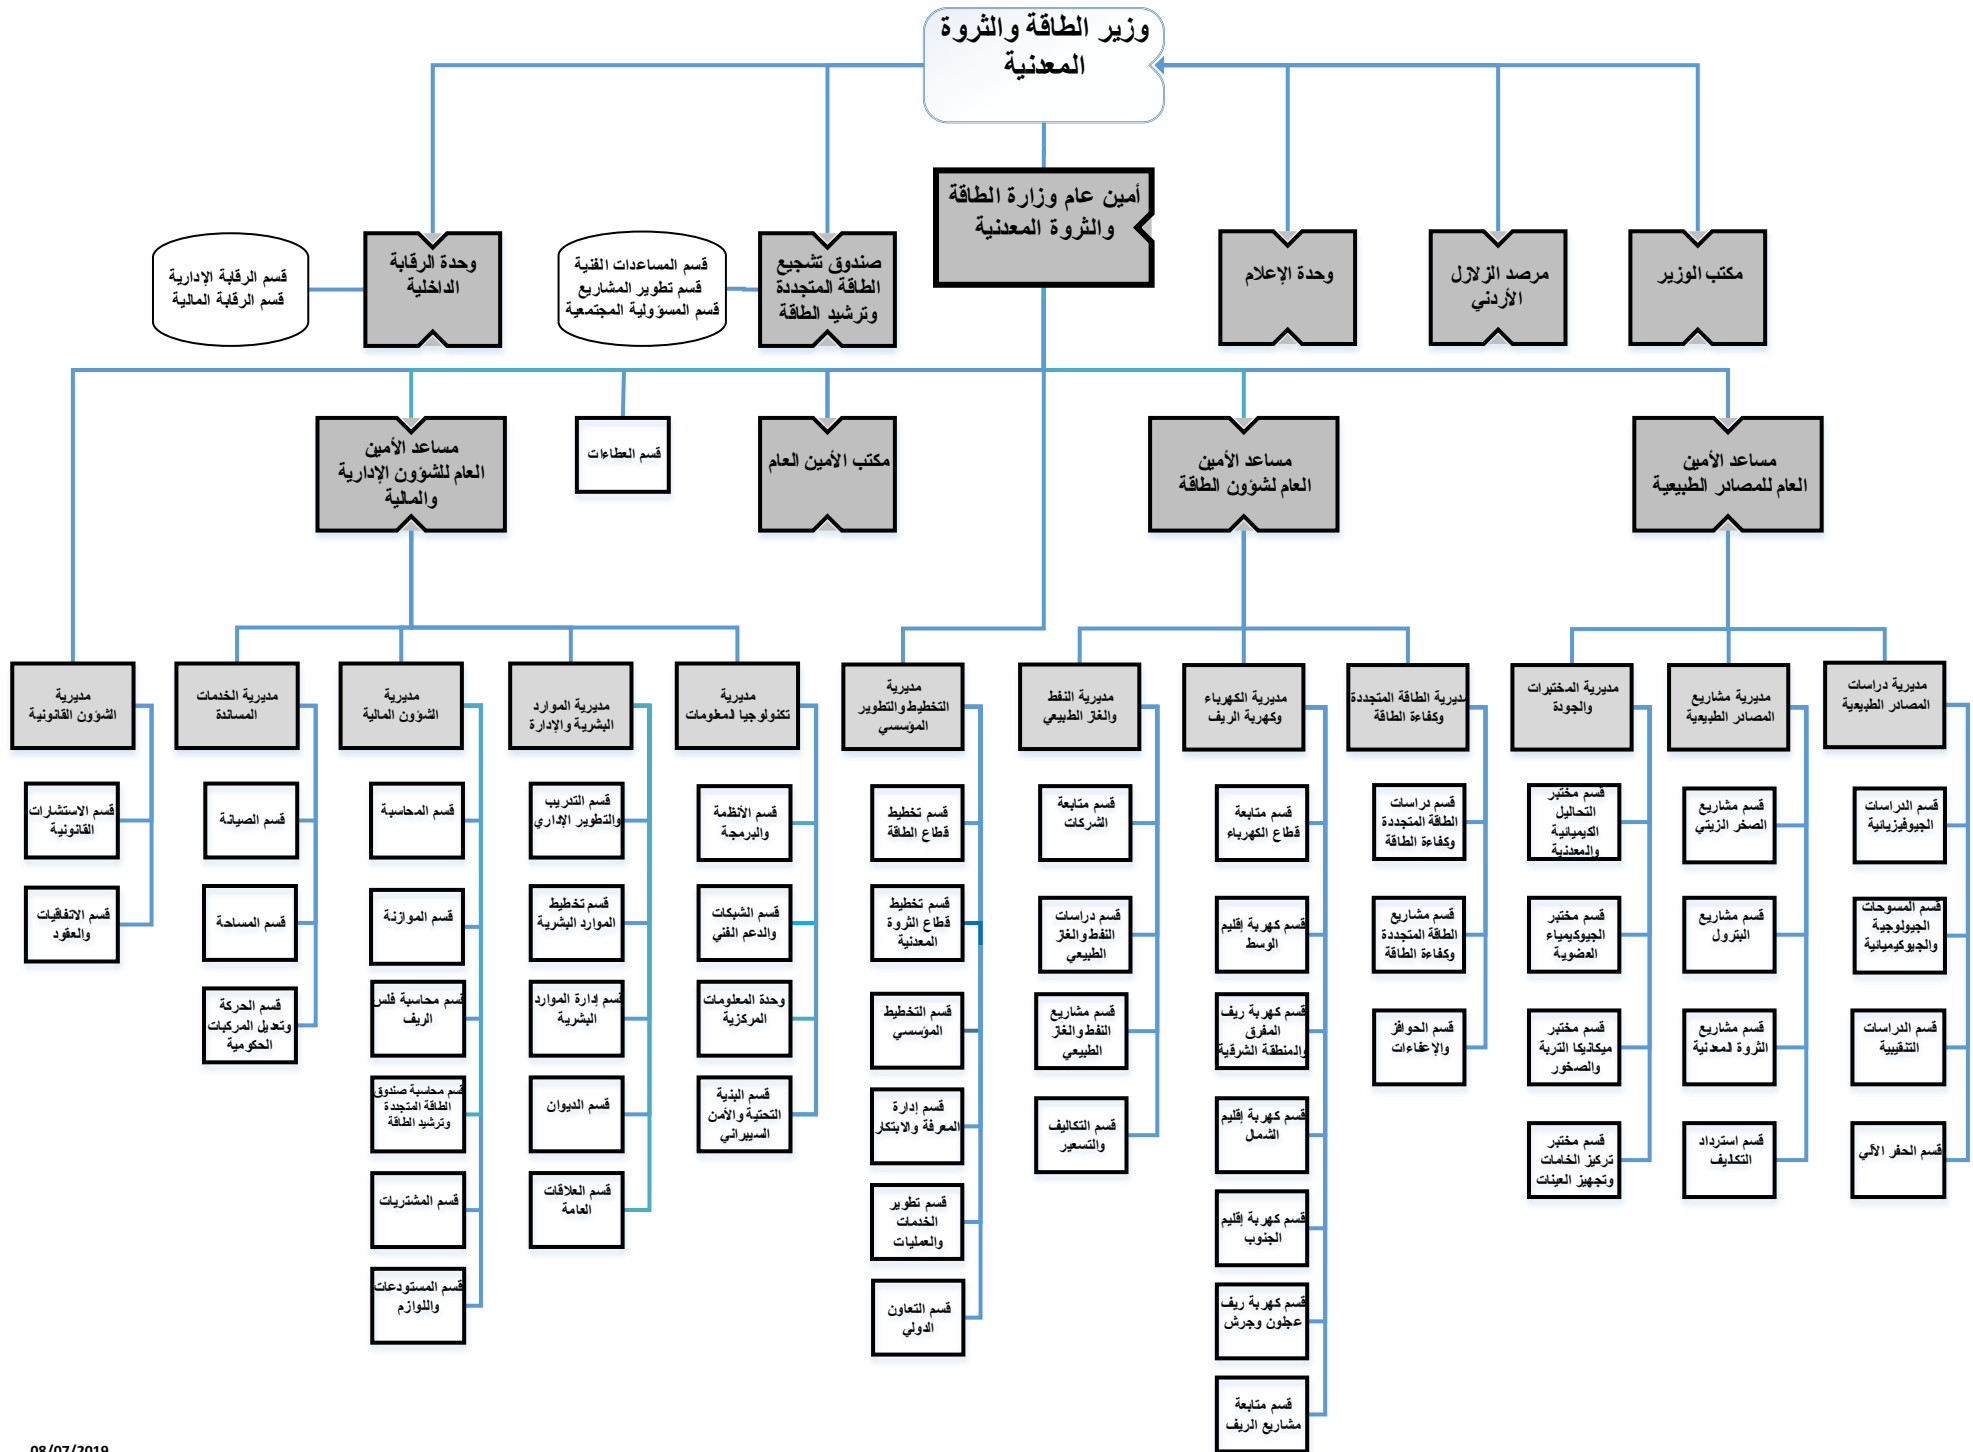 وزير الطاقة والثروة
المعدنية
أمين عام وزارة الطاقة
والثروة المعدنية
مكتب الوزير
مرصد الزلازل
الأردني
وحدة الإعلام
صندوق تشجيع
الطاقة المتجددة
وترشيد الطاقة
قسم المساعدات الفنية
قسم تطوير المشاريع
قسم المسؤولية المجتمعية
وحدة الرقابة
الداخلية
قسم الرقابة الإدارية
قسم الرقابة المالية
مساعد الأمين
العام للمصادر الطبيعية
مساعد الأمين
العام لشؤون الطاقة
مكتب الأمين العام
قسم العطاءات
مساعد الأمين
العام للشؤون الإدارية
والمالية
مديرية دراسات
المصادر الطبيعية
قسم الدراسات
الجيوفيزيائية
قسم المسوحات
الجيولوجية
والجيوكيميائية
قسم الدراسات
التنقيبية
قسم الحفر الآلي
مديرية مشاريع
المصادر الطبيعية
قسم مشاريع
الصخر الزيتي
قسم مشاريع
البترول
قسم مشاريع
الثروة المعدنية
قسم استرداد
التكاليف
مديرية المختبرات
والجودة
قسم مختبر
التحاليل
الكيميائية
والمعدنية
قسم مختبر
الجيوكيمياء
العضوية
قسم مختبر
ميكانيكا التربة
والصخور
قسم مختبر
تركيز الخامات
وتجهيز العينات
مديرية الطاقة المتجددة
وكفاءة الطاقة
قسم دراسات
الطاقة المتجددة
وكفاءة الطاقة
قسم مشاريع
الطاقة المتجددة
وكفاءة الطاقة
قسم الحوافز
والإعفاءات
مديرية الكهرباء
وكهربة الريف
قسم متابعة
قطاع الكهرباء
قسم كهربة إقليم
الوسط
قسم كهربة ريف
المفرق
والمنطقة الشرقية
قسم كهربة إقليم
الشمال
قسم كهربة إقليم
الجنوب
قسم كهربة ريف
عجلون وجرش
قسم متابعة
مشاريع الريف
مديرية النفط
والغاز الطبيعي
قسم متابعة
الشركات
قسم دراسات
النفط والغاز
الطبيعي
قسم مشاريع
النفط والغاز
الطبيعي
قسم التكاليف
والتسعير
مديرية
التخطيط والتطوير
المؤسسي
قسم تخطيط
قطاع الطاقة
قسم تخطيط
قطاع الثروة
المعدنية
قسم التخطيط
المؤسسي
قسم إدارة
المعرفة والابتكار
قسم تطوير
الخدمات
والعمليات
قسم التعاون
الدولي
مديرية
تكنولوجيا المعلومات
قسم الأنظمة
والبرمجة
قسم الشبكات
والدعم الفني
وحدة المعلومات
المركزية
قسم البنية
التحتية والأمن
السيبراني
مديرية الموارد
البشرية والإدارة
قسم التدريب
والتطوير الإداري
قسم تخطيط
الموارد البشرية
قسم إدارة الموارد
البشرية
قسم الديوان
قسم العلاقات
العامة
مديرية
الشؤون المالية
قسم المحاسبة
قسم الموازنة
قسم محاسبة فلس
الريف
قسم محاسبة صندوق
الطاقة المتجددة
وترشيد الطاقة
قسم المشتريات
قسم المستودعات
واللوازم
مديرية الخدمات
المساندة
قسم الصيانة
قسم المساحة
قسم الحركة
وتعديل المركبات
الحكومية
مديرية
الشؤون القانونية
قسم الاستشارات
القانونية
قسم الاتفاقيات
والعقود
08/07/2019